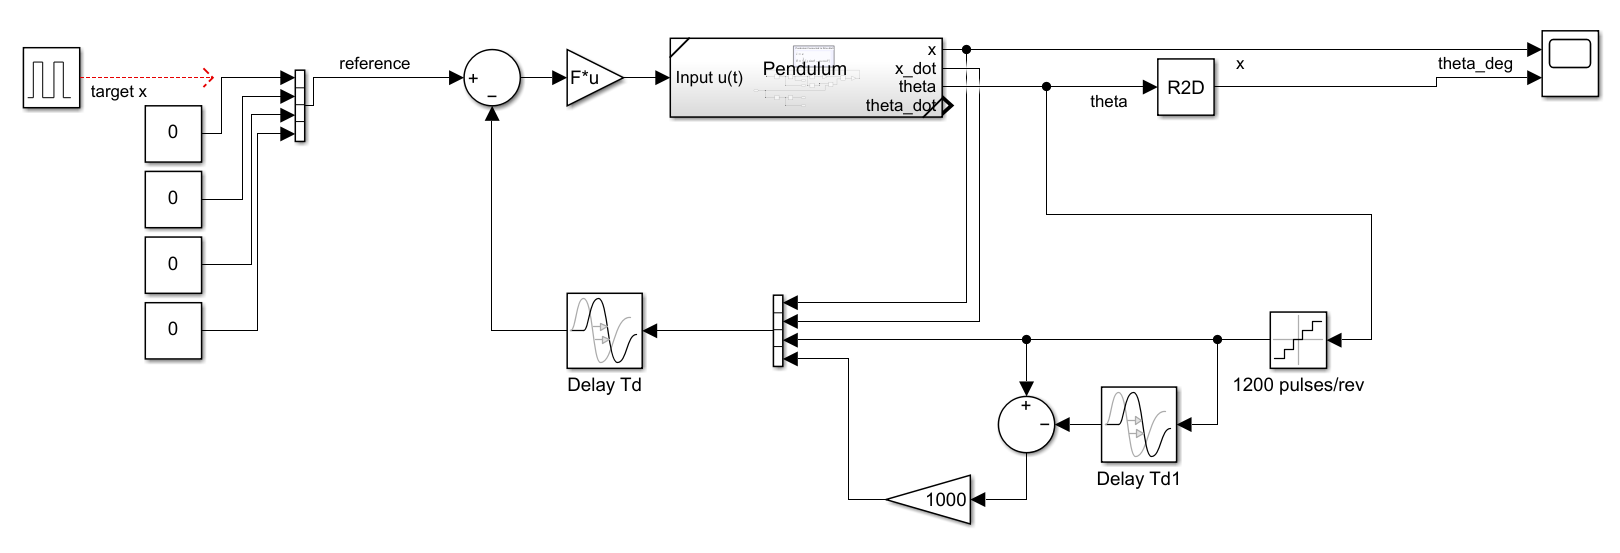 target x
0
0
0
0
reference
+
−
F*u
Input u(t)
Pendulum
x
x_dot
theta
theta_dot
theta
R2D
x
theta_deg
Delay Td
1200 pulses/rev
+
−
Delay Td1
1000